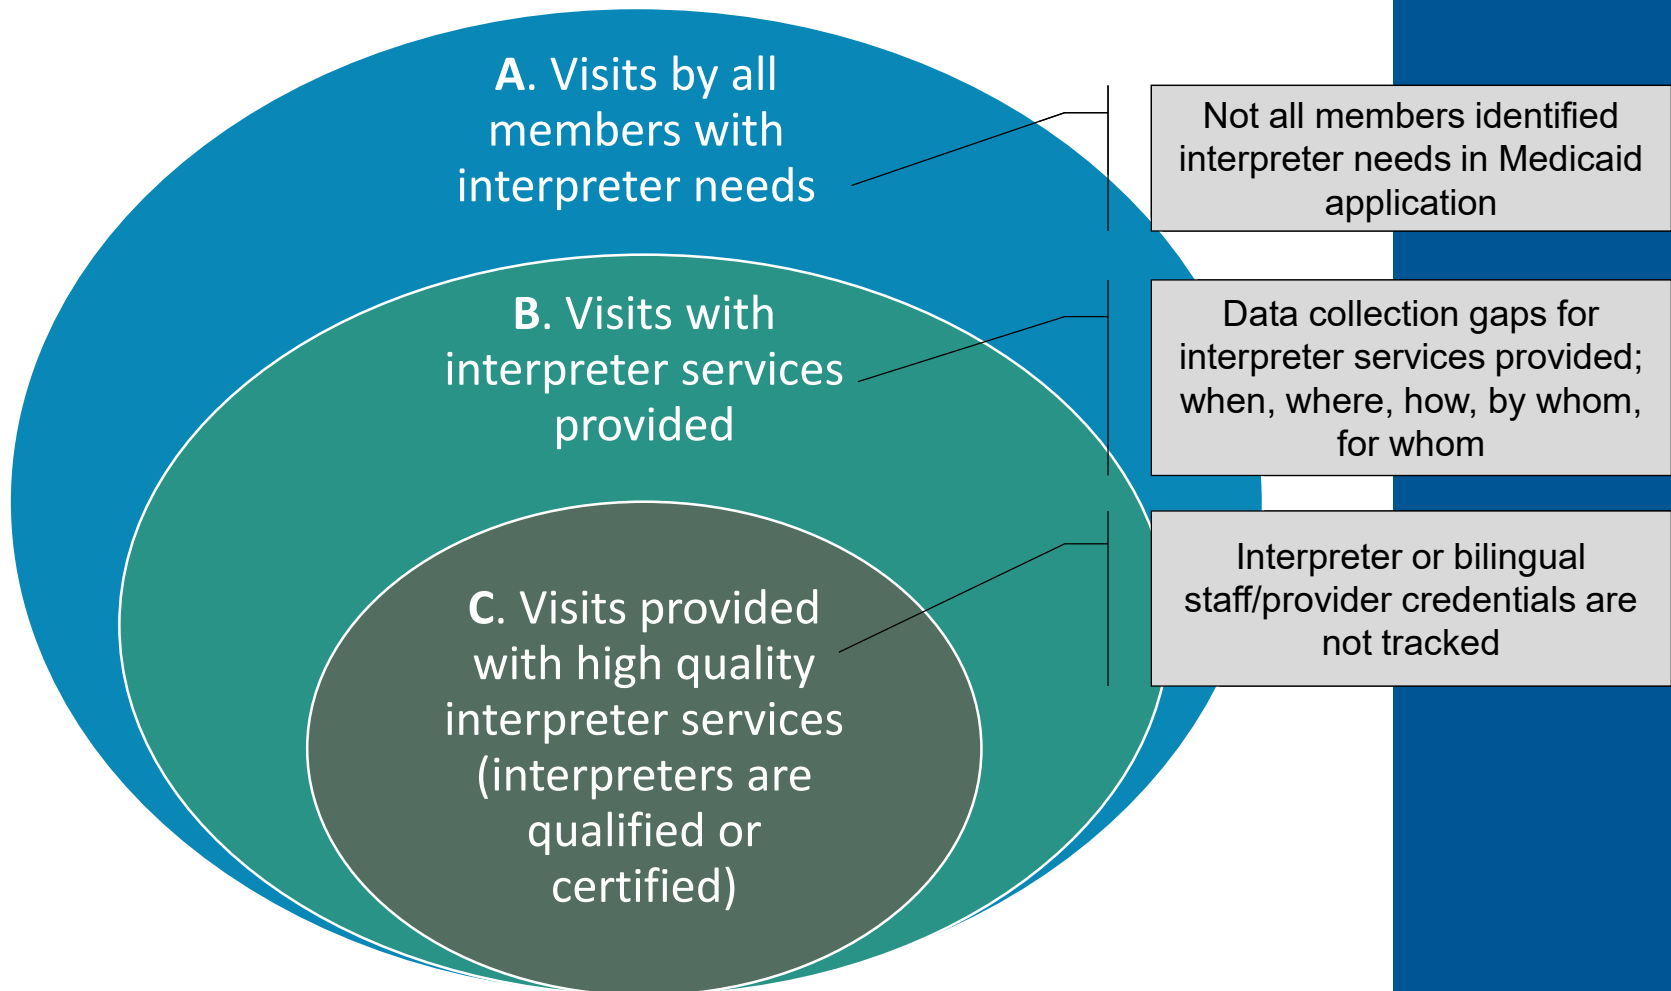 A. Visits by all
members with
interpreter needs
Not all members identified
interpreter needs in Medicaid
application
B. Visits with
interpreter services
provided
Data collection gaps for
interpreter services provided;
when, where, how, by whom,
for whom
C. Visits provided
with high quality
interpreter services
(interpreters are
qualified or
certified)
Interpreter or bilingual
staff/provider credentials are
not tracked